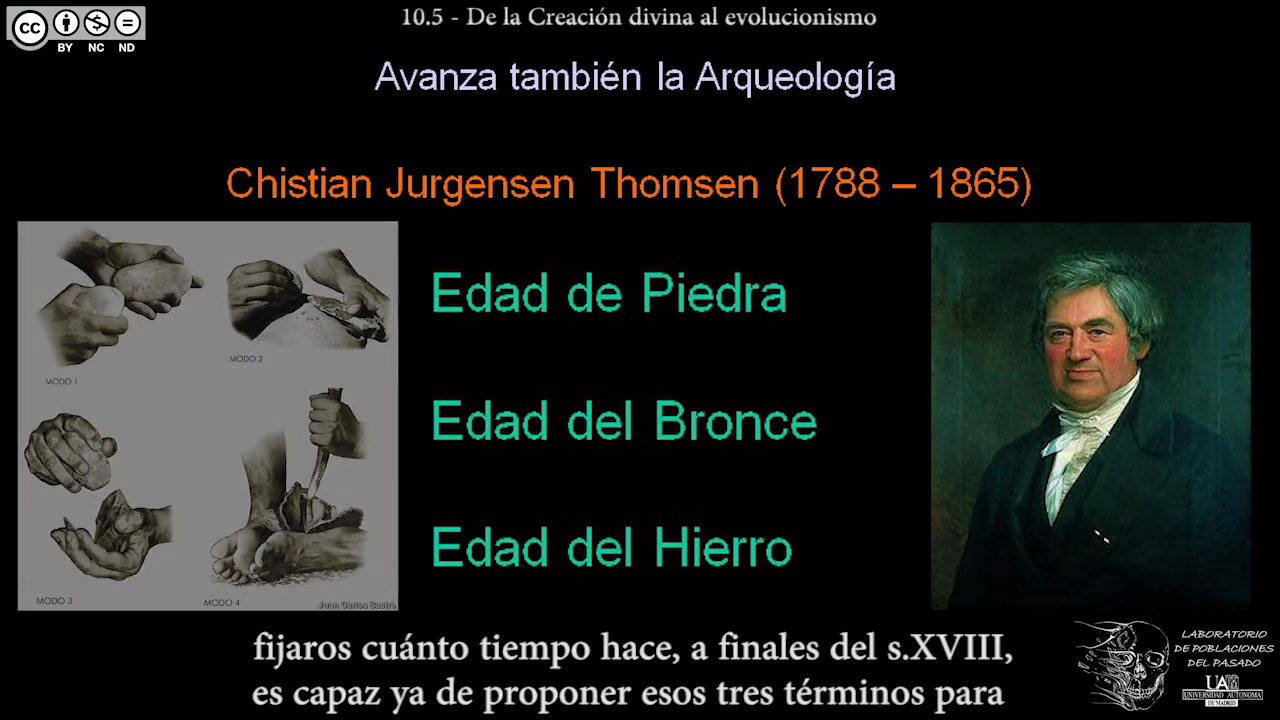 10.5 - De la Creación divina al evolucionismo
cc
BY NC ND
Avanza también la Arqueología
Chistian Jurgensen Thomsen (1788 – 1865)
MODO 1
MODO 2
MODO 3
MODO 4
Juan Carlos Sastre
Edad de Piedra
Edad del Bronce
Edad del Hierro
fijaros cuánto tiempo hace, a finales del s.XVIII,
es capaz ya de proponer esos tres términos para
LABORATORIO
DE POBLACIONES
DEL PASADO
UAM
UNIVERSIDAD AUTONOMA
DE MADRID